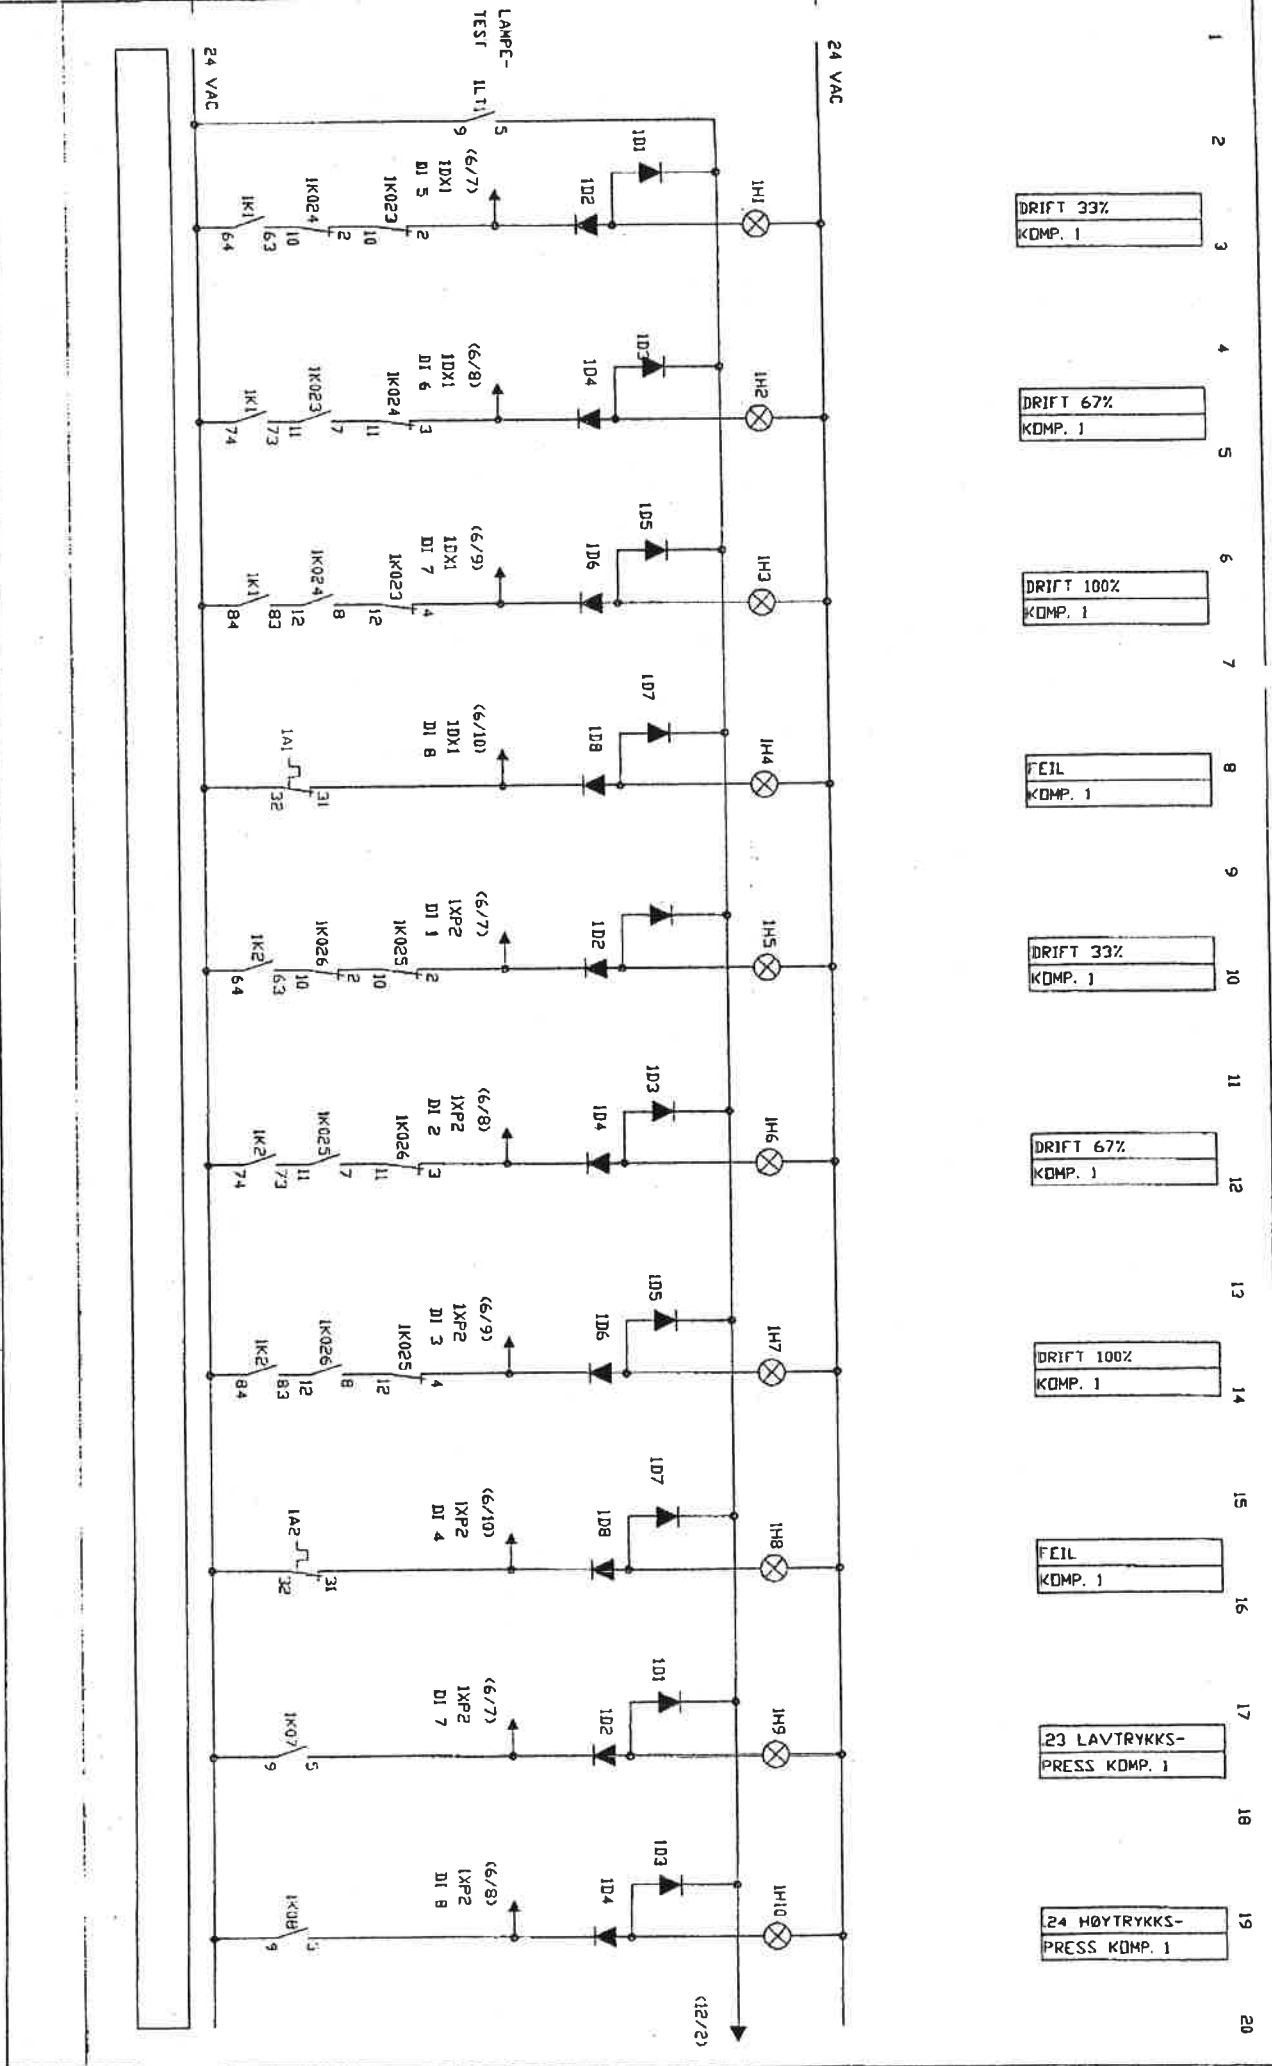 1
2
3
4
5
6
7
8
9
10
11
12
13
14
15
16
17
18
19
20
DRIFT 33%
KOMP. 1
DRIFT 67%
KOMP. 1
DRIFT 100%
KOMP. 1
FEIL
KOMP. 1
DRIFT 33%
KOMP. 1
DRIFT 67%
KOMP. 1
DRIFT 100%
KOMP. 1
FEIL
KOMP. 1
.23 LAVTRYKKS-
PRESS KOMP. 1
.24 HØYTRYKKS-
PRESS KOMP. 1
24 VAC
1H1
1H2
1H3
1H4
1H5
1H6
1H7
1H8
1H9
1H10
1D1
1D3
1D5
1D7
1D3
1D5
1D7
1D1
1D3
(12/2)
1D2
1D4
1D6
1D8
1D2
1D4
1D6
1D8
1D2
1D4
LAMPE-
TEST
1LT1
5
9
(6/7)
1DX1
DI 5
(6/8)
1DX1
DI 6
(6/9)
1DX1
DI 7
(6/10)
1DX1
DI 8
(6/7)
1XP2
DI 1
(6/8)
1XP2
DI 2
(6/9)
1XP2
DI 3
(6/10)
1XP2
DI 4
(6/7)
1XP2
DI 7
(6/8)
1XP2
DI 8
1K023
2
10
1K024
2
10
1K1
63
64
1K024
3
11
1K023
7
11
1K1
73
74
1K023
4
12
1K024
8
12
1K1
83
84
1A1
31
32
1K025
2
10
1K026
2
10
1K2
63
64
1K026
3
11
1K025
7
11
1K2
73
74
1K025
4
12
1K026
8
12
1K2
83
84
1A2
31
32
1K07
5
9
1K08
5
9
24 VAC